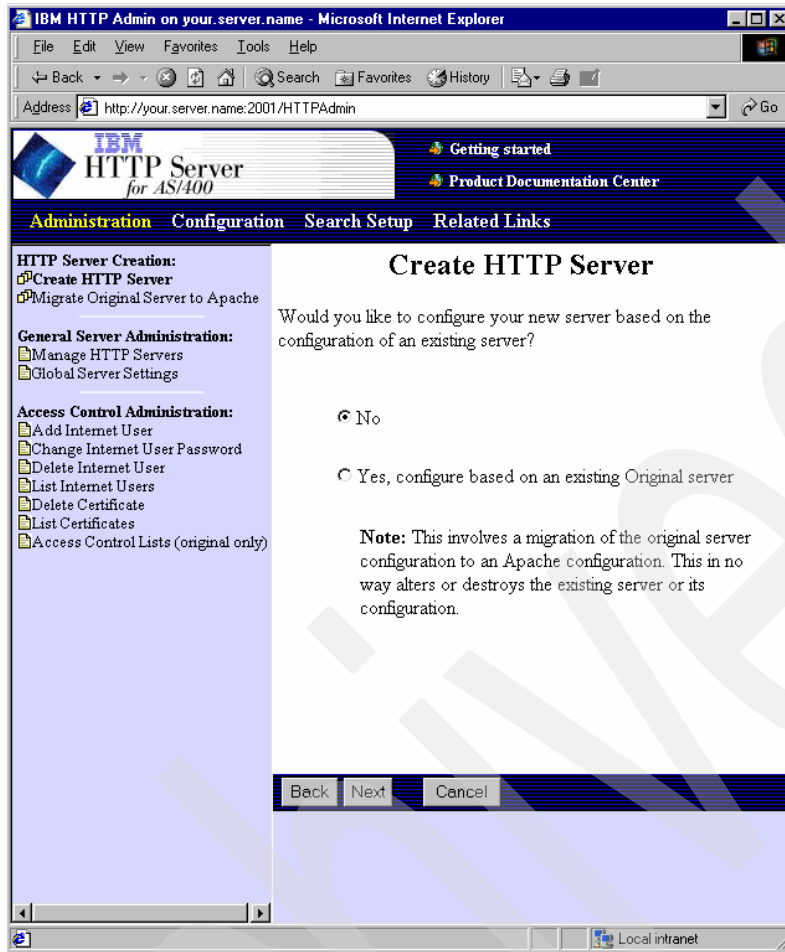 IBM HTTP Admin on your.server.name - Microsoft Internet Explorer
File Edit View Favorites Tools Help
Back Search Favorites History
Address http://your.server.name:2001/HTTPAdmin Go
IBM
HTTP Server
for AS/400
Getting started
Product Documentation Center
Administration Configuration Search Setup Related Links
HTTP Server Creation:
Create HTTP Server
Migrate Original Server to Apache
General Server Administration:
Manage HTTP Servers
Global Server Settings
Access Control Administration:
Add Internet User
Change Internet User Password
Delete Internet User
List Internet Users
Delete Certificate
List Certificates
Access Control Lists (original only)
Create HTTP Server
Would you like to configure your new server based on the
configuration of an existing server?
No
Yes, configure based on an existing Original server
Note: This involves a migration of the original server
configuration to an Apache configuration. This in no
way alters or destroys the existing server or its
configuration.
Back Next Cancel
Local intranet